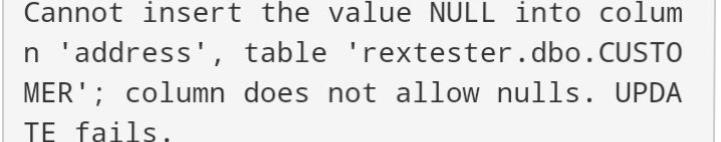 Cannot insert the value NULL into colum
n 'address', table 'rextester.dbo.CUSTO
MER'; column does not allow nulls. UPDA
TE fails.